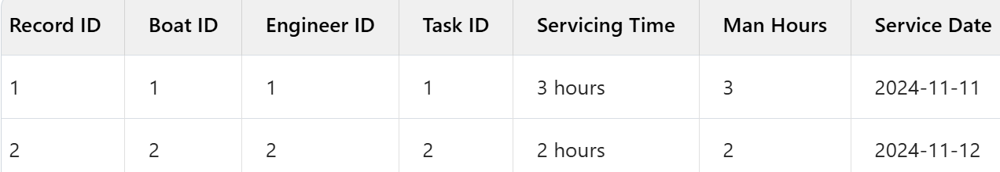 Record ID Boat ID Engineer ID Task ID Servicing Time Man Hours Service Date
1 1 1 1 3 hours 3 2024-11-11
2 2 2 2 2 hours 2 2024-11-12